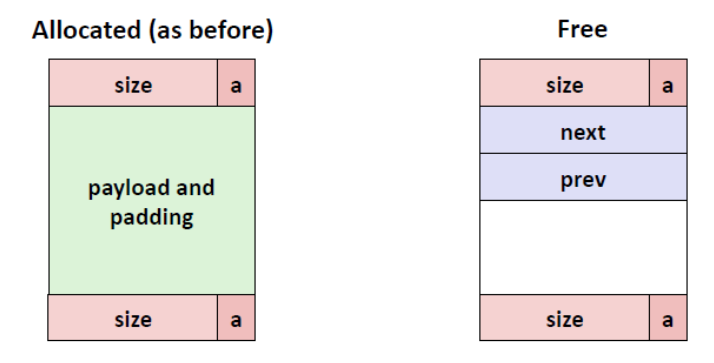 Allocated (as before)
Free
size a
size a
next
prev
payload and
padding
size a
size a